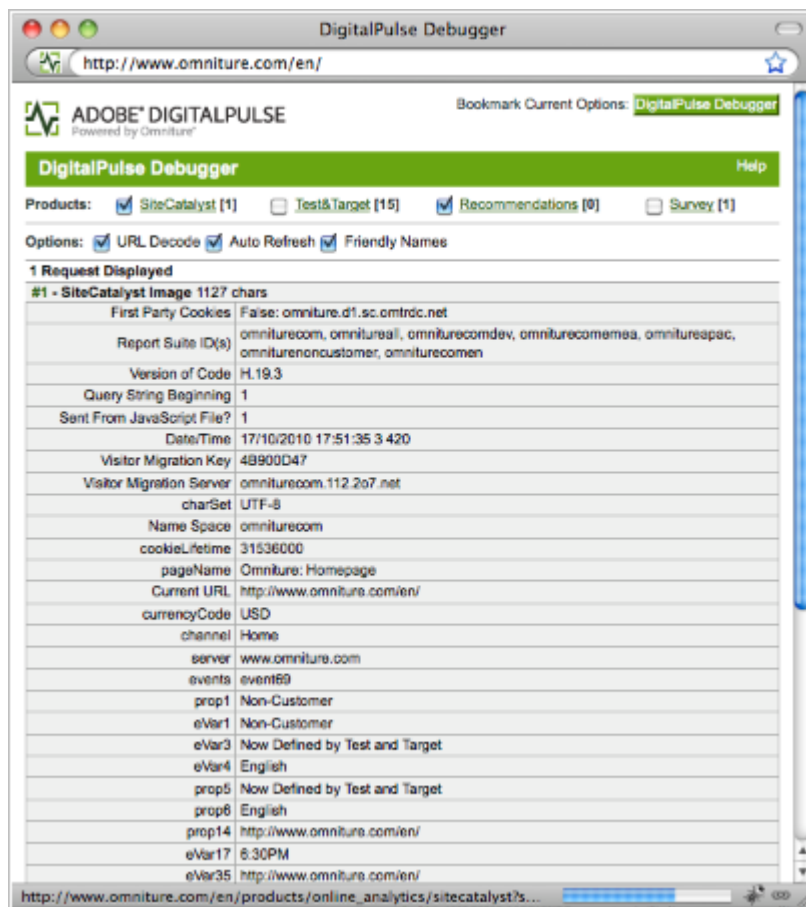 DigitalPulse Debugger
http://www.omniture.com/en/
ADOBE® DIGITALPULSE
Powered by Omniture®
Bookmark Current Options: DigitalPulse Debugger
DigitalPulse Debugger Help
Products: SiteCatalyst [1] Test&Target [15] Recommendations [0] Survey [1]
Options: URL Decode Auto Refresh Friendly Names
1 Request Displayed
#1 - SiteCatalyst Image 1127 chars
First Party Cookies False: omniture.d1.sc.omtrdc.net
Report Suite ID(s) omniturecom, omnitureall, omniturecomdev, omniturecomemea, omnitureapac,
omniturenoncustomer, omniturecomen
Version of Code H.19.3
Query String Beginning 1
Sent From JavaScript File? 1
Date/Time 17/10/2010 17:51:35 3 420
Visitor Migration Key 4B900D47
Visitor Migration Server omniturecom.112.2o7.net
charSet UTF-8
Name Space omniturecom
cookieLifetime 31536000
pageName Omniture: Homepage
Current URL http://www.omniture.com/en/
currencyCode USD
channel Home
server www.omniture.com
events event69
prop1 Non-Customer
eVar1 Non-Customer
eVar3 Now Defined by Test and Target
eVar4 English
prop5 Now Defined by Test and Target
prop6 English
prop14 http://www.omniture.com/en/
eVar17 6:30PM
eVar35 http://www.omniture.com/en/
http://www.omniture.com/en/products/online_analytics/sitecatalyst?s...